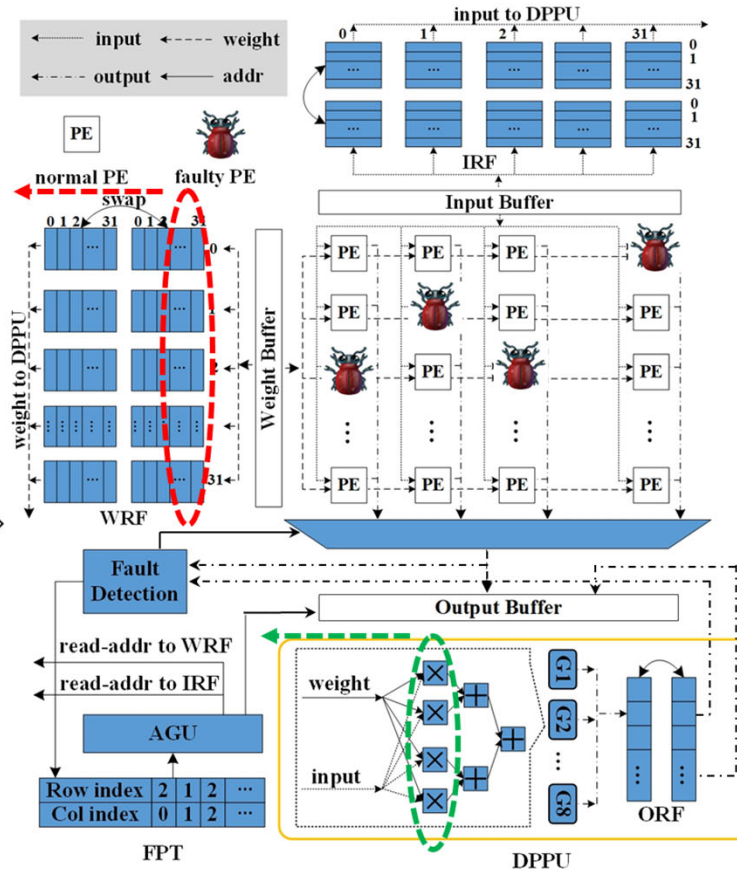 input to DPPU
input weight
output addr
0 1 2 31
0
1
... ... ... ... ...
31
0
1
... ... ... ... ...
31
IRF
PE
normal PE faulty PE
swap
0 1 2 31 0 1 2 31
Input Buffer
... ... 0
... ... 1
... ... 2
... ...
... ... 31
weight to DPPU
WRF
Weight Buffer
PE PE PE
PE PE PE
PE PE
... ... ... ...
PE PE PE PE
Fault
Detection
Output Buffer
read-addr to WRF
read-addr to IRF
AGU
Row index 2 1 2 ...
Col index 0 1 2 ...
FPT
weight
input
× × × ×
+ + +
G1
G2
...
G8
ORF
DPPU